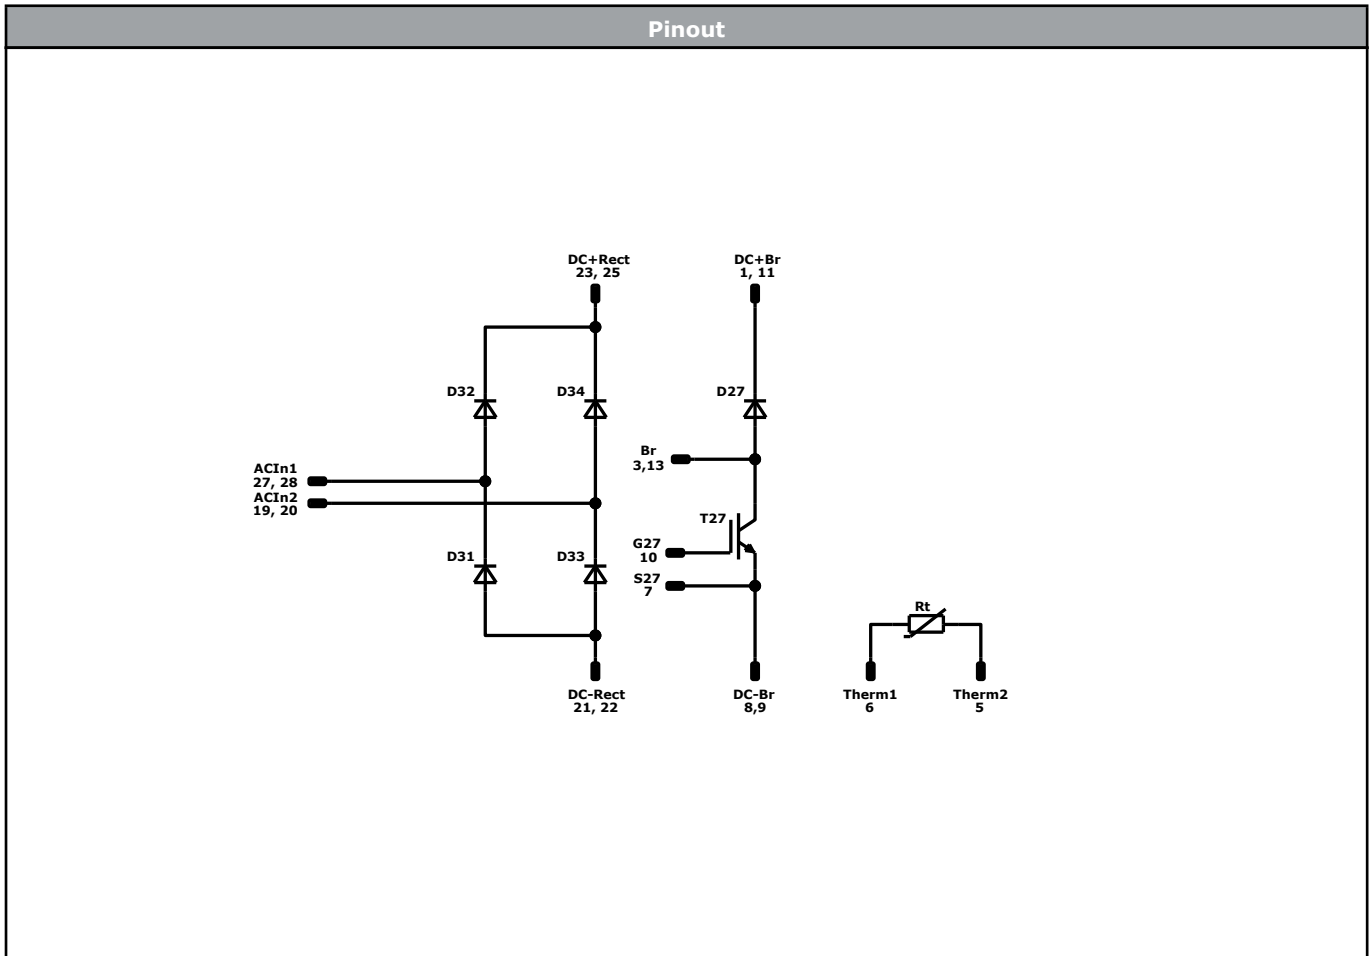 Pinout
DC+Rect
23, 25
DC+Br
1, 11
D32
D34
D27
Br
3,13
ACIn1
27, 28
ACIn2
19, 20
T27
G27
10
D31
D33
S27
7
Rt
DC-Rect
21, 22
DC-Br
8,9
Therm1
6
Therm2
5